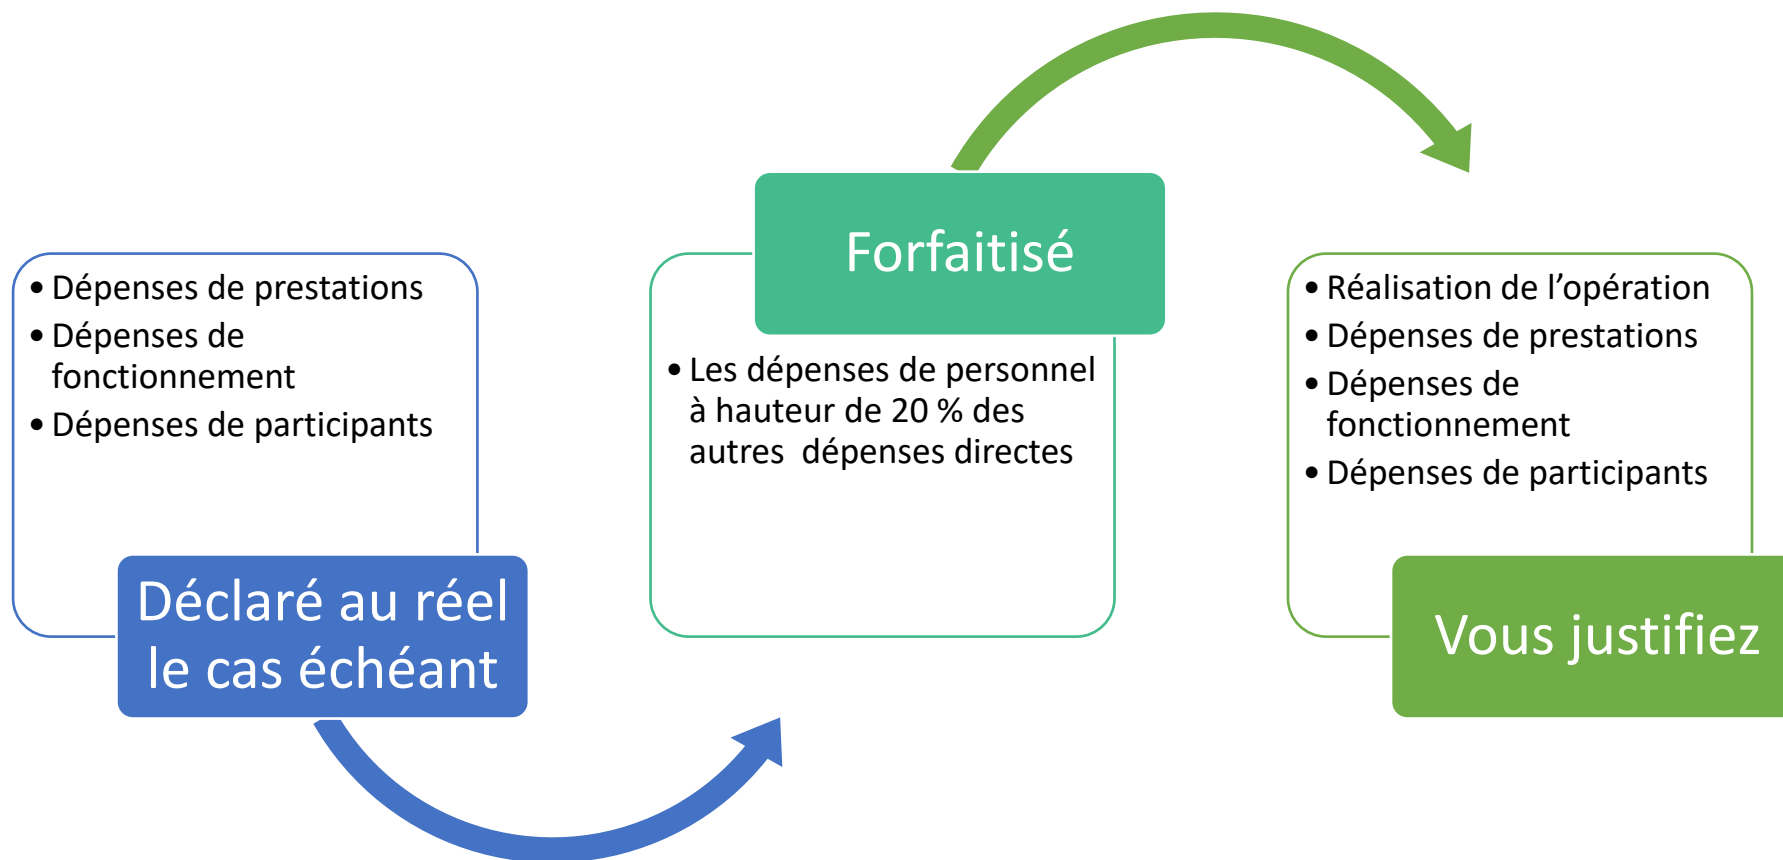 • Dépenses de prestations
• Dépenses de
fonctionnement
• Dépenses de participants
Déclaré au réel
le cas échéant
Forfaitisé
• Les dépenses de personnel
à hauteur de 20 % des
autres  dépenses directes
• Réalisation de l’opération
• Dépenses de prestations
• Dépenses de
fonctionnement
• Dépenses de participants
Vous justifiez